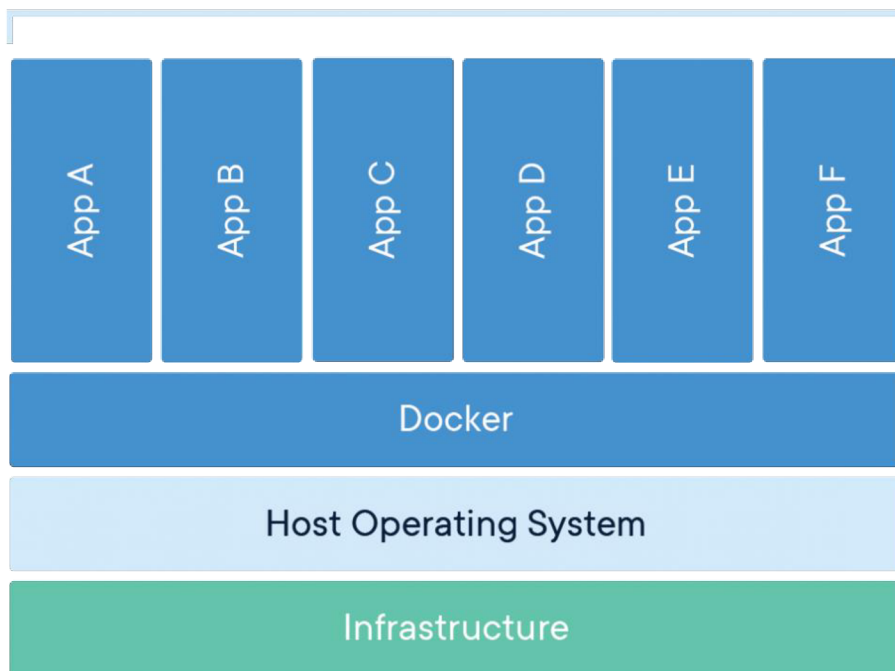 App A
App B
App C
App D
App E
App F
Docker
Host Operating System
Infrastructure